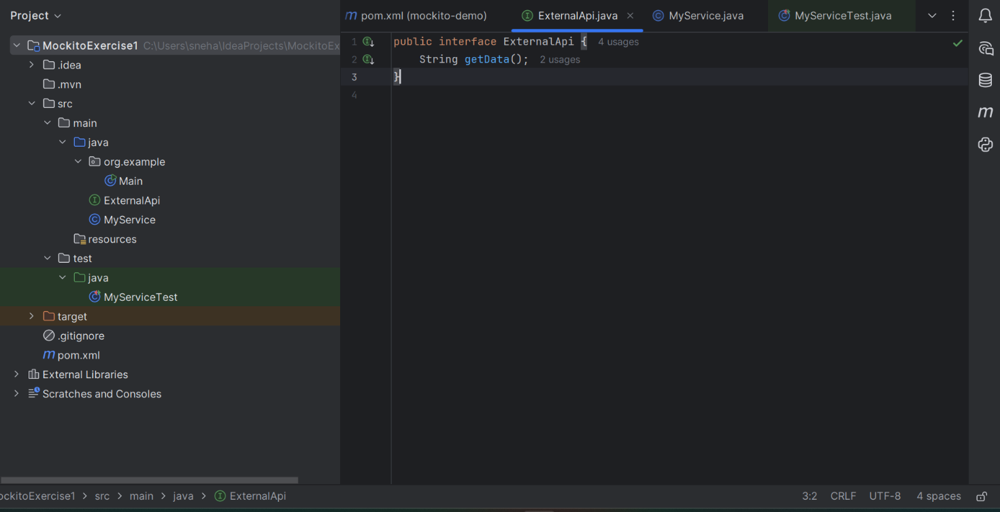 Project
MockitoExercise1 C:\Users\sneha\IdeaProjects\MockitoEx
.idea
.mvn
src
main
java
org.example
Main
ExternalApi
MyService
resources
test
java
MyServiceTest
target
.gitignore
pom.xml
External Libraries
Scratches and Consoles
pom.xml (mockito-demo) ExternalApi.java MyService.java MyServiceTest.java
1 public interface ExternalApi { 4 usages
2 String getData(); 2 usages
3 }
4
ockitoExercise1 > src > main > java > ExternalApi 3:2 CRLF UTF-8 4 spaces